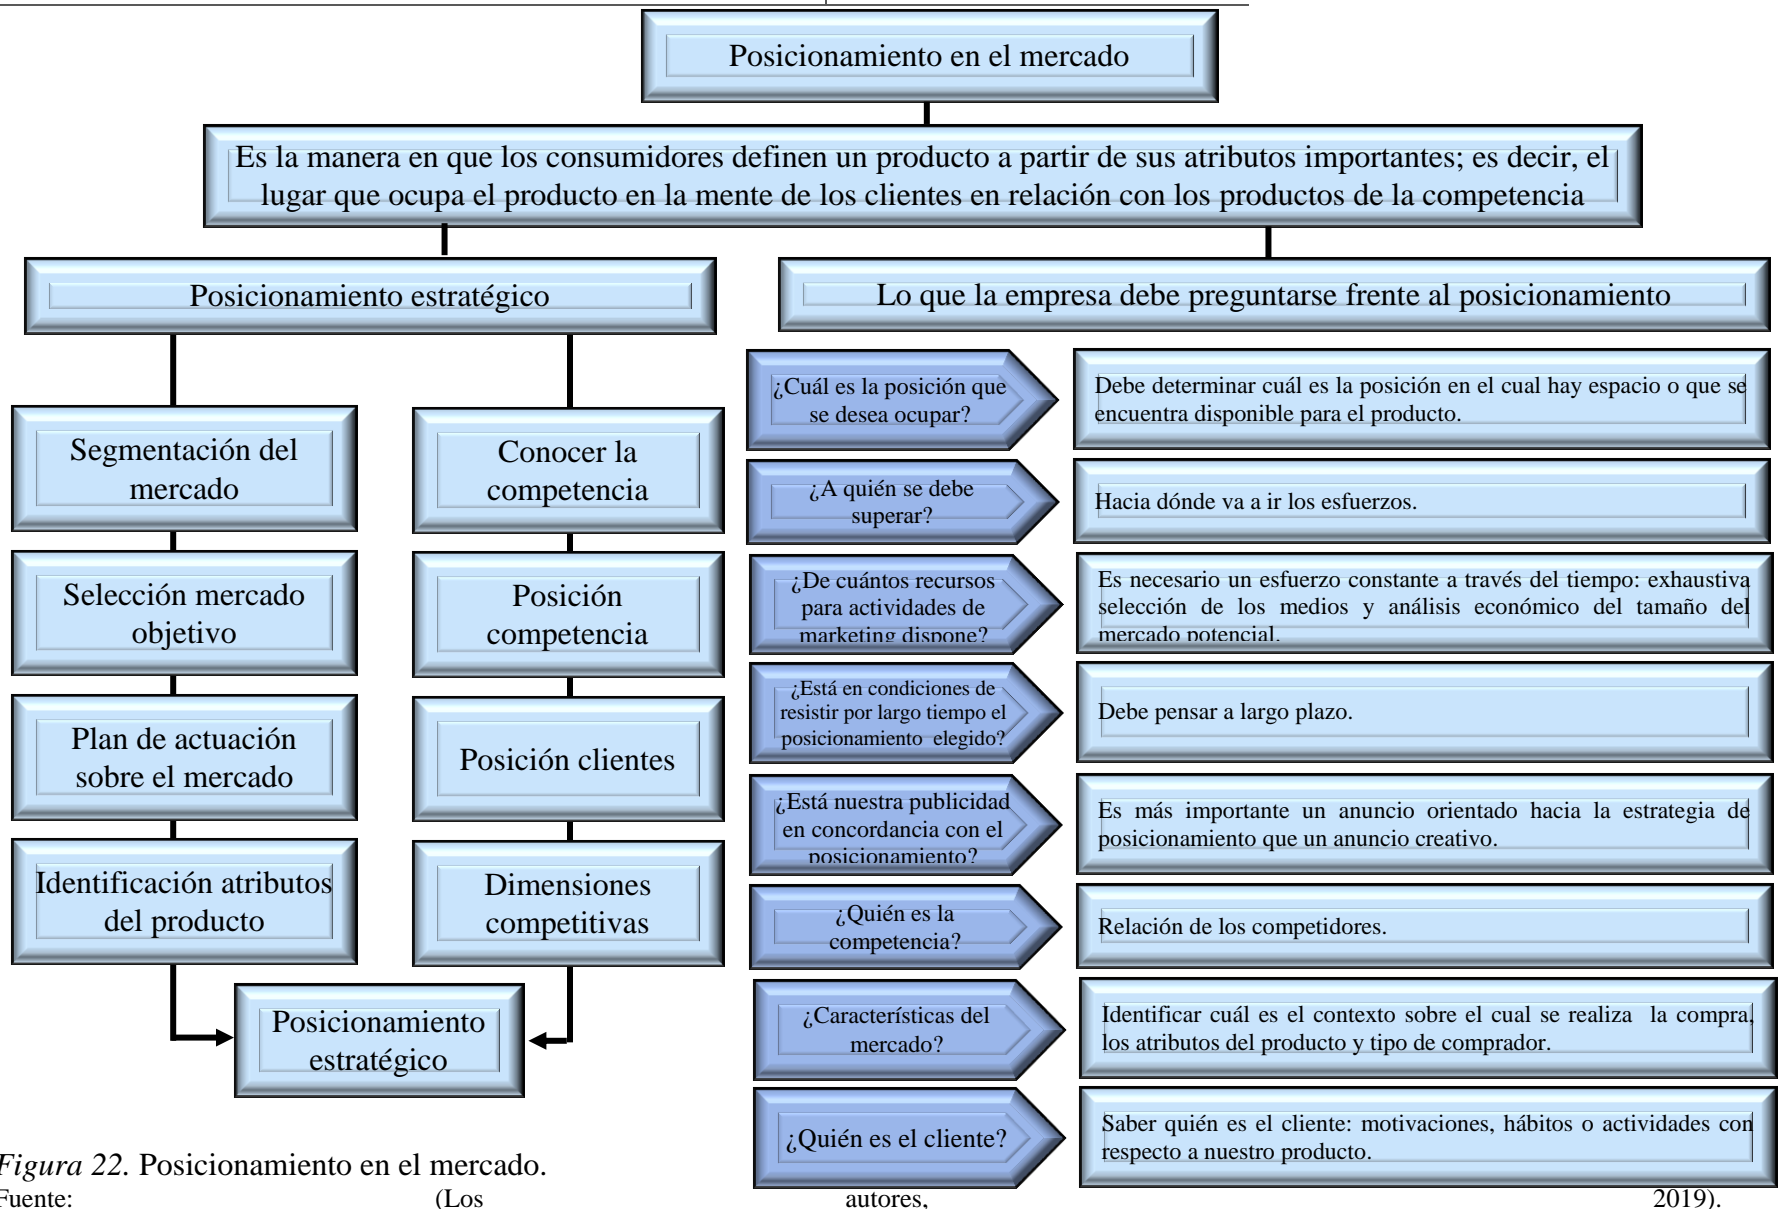 Posicionamiento en el mercado
Es la manera en que los consumidores definen un producto a partir de sus atributos importantes; es decir, el
lugar que ocupa el producto en la mente de los clientes en relación con los productos de la competencia
Posicionamiento estratégico
Segmentación del
mercado
Selección mercado
objetivo
Plan de actuación
sobre el mercado
Identificación atributos
del producto
Conocer la
competencia
Posición
competencia
Posición clientes
Dimensiones
competitivas
Posicionamiento
estratégico
Lo que la empresa debe preguntarse frente al posicionamiento
¿Cuál es la posición que
se desea ocupar?
Debe determinar cuál es la posición en el cual hay espacio o que se
encuentra disponible para el producto.
¿A quién se debe
superar?
Hacia dónde va a ir los esfuerzos.
¿De cuántos recursos
para actividades de
marketing dispone?
Es necesario un esfuerzo constante a través del tiempo: exhaustiva
selección de los medios y análisis económico del tamaño del
mercado potencial.
¿Está en condiciones de
resistir por largo tiempo el
posicionamiento elegido?
Debe pensar a largo plazo.
¿Está nuestra publicidad
en concordancia con el
posicionamiento?
Es más importante un anuncio orientado hacia la estrategia de
posicionamiento que un anuncio creativo.
¿Quién es la
competencia?
Relación de los competidores.
¿Características del
mercado?
Identificar cuál es el contexto sobre el cual se realiza la compra,
los atributos del producto y tipo de comprador.
¿Quién es el cliente?
Saber quién es el cliente: motivaciones, hábitos o actividades con
respecto a nuestro producto.
Figura 22. Posicionamiento en el mercado.
Fuente: (Los autores, 2019).